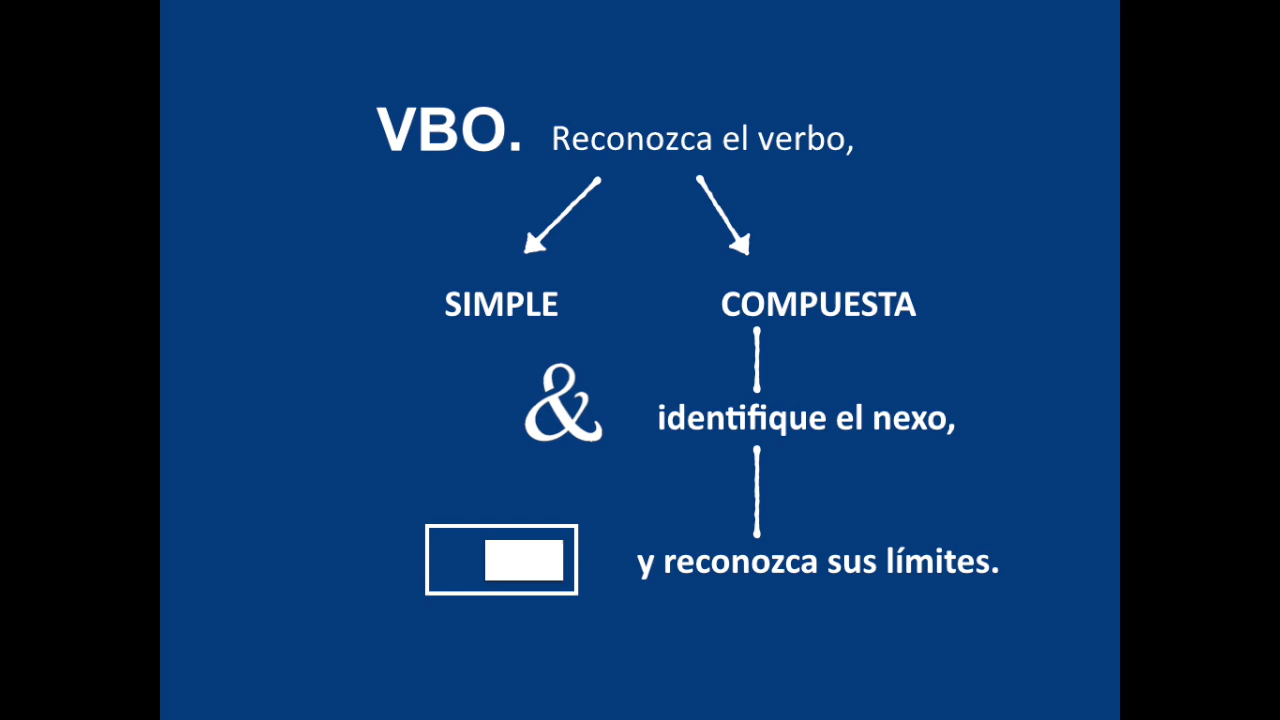 VBO. Reconozca el verbo,
SIMPLE COMPUESTA
& identifique el nexo,
y reconozca sus límites.